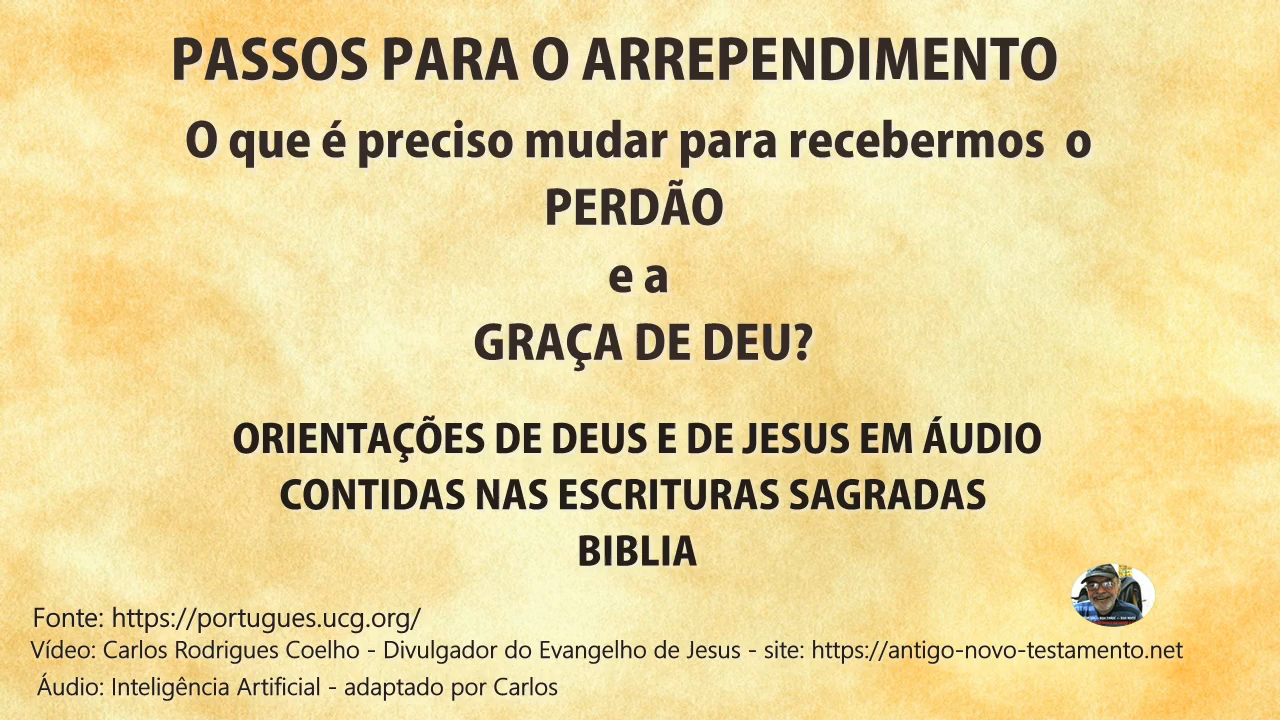 PASSOS PARA O ARREPENDIMENTO
O que é preciso mudar para recebermos o
PERDÃO
e a
GRAÇA DE DEU?
ORIENTAÇÕES DE DEUS E DE JESUS EM ÁUDIO
CONTIDAS NAS ESCRITURAS SAGRADAS
BIBLIA
Fonte: https://portugues.ucg.org/
Vídeo: Carlos Rodrigues Coelho - Divulgador do Evangelho de Jesus - site: https://antigo-novo-testamento.net
Áudio: Inteligência Artificial - adaptado por Carlos